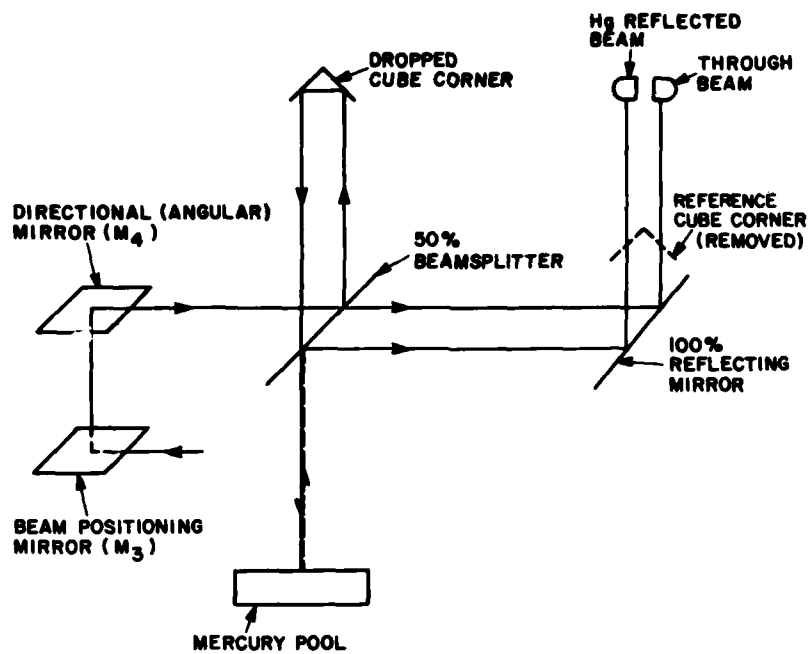 Hg REFLECTED
BEAM
THROUGH
BEAM
DROPPED
CUBE CORNER
REFERENCE
CUBE CORNER
(REMOVED)
DIRECTIONAL (ANGULAR)
MIRROR (M4)
50%
BEAMSPLITTER
100%
REFLECTING
MIRROR
BEAM POSITIONING
MIRROR (M3)
MERCURY POOL